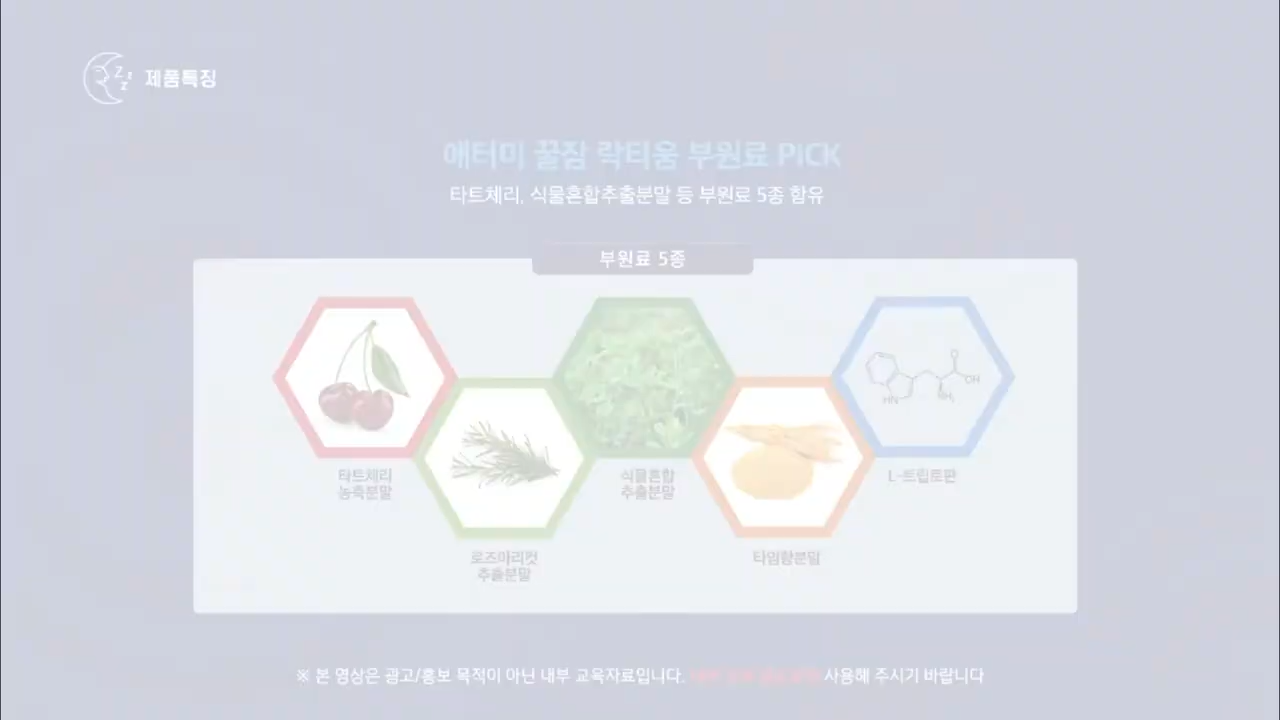 제품특징
애터미 꿀잠 락티움 부원료 PICK
타트체리, 식물혼합추출분말 등 부원료 5종 함유
부원료 5종
타트체리
농축분말
로즈마리컷
추출분말
식물혼합
추출분말
타임향분말
L-트립토판
HN
NH₂
O
OH
※ 본 영상은 광고/홍보 목적이 아닌 내부 교육자료입니다. 사용해 주시기 바랍니다